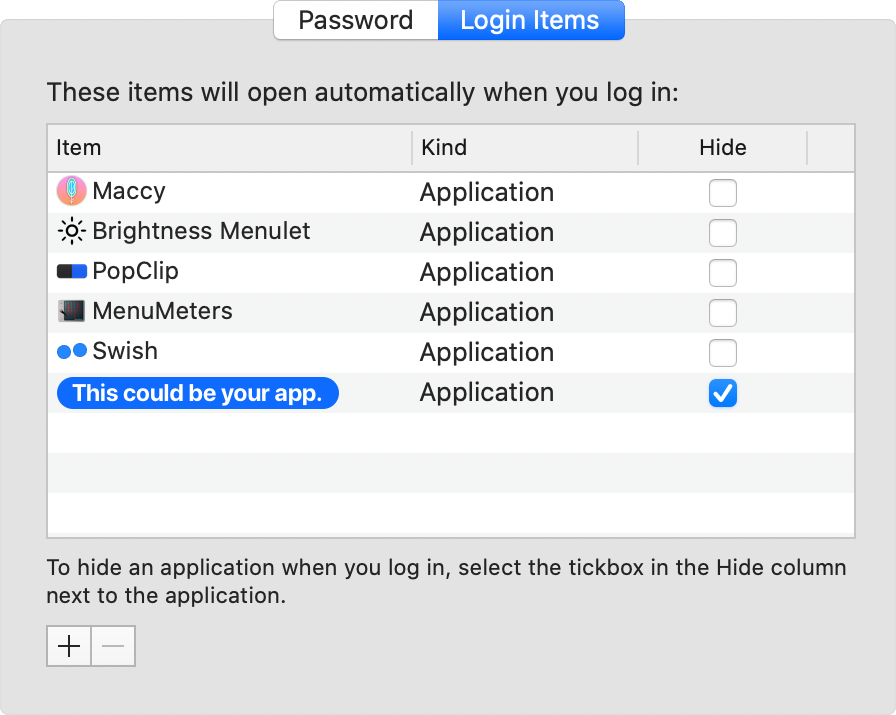 Password Login Items
These items will open automatically when you log in:
Item Kind Hide
Maccy Application
Brightness Menulet Application
PopClip Application
MenuMeters Application
Swish Application
This could be your app. Application
To hide an application when you log in, select the tickbox in the Hide column
next to the application.